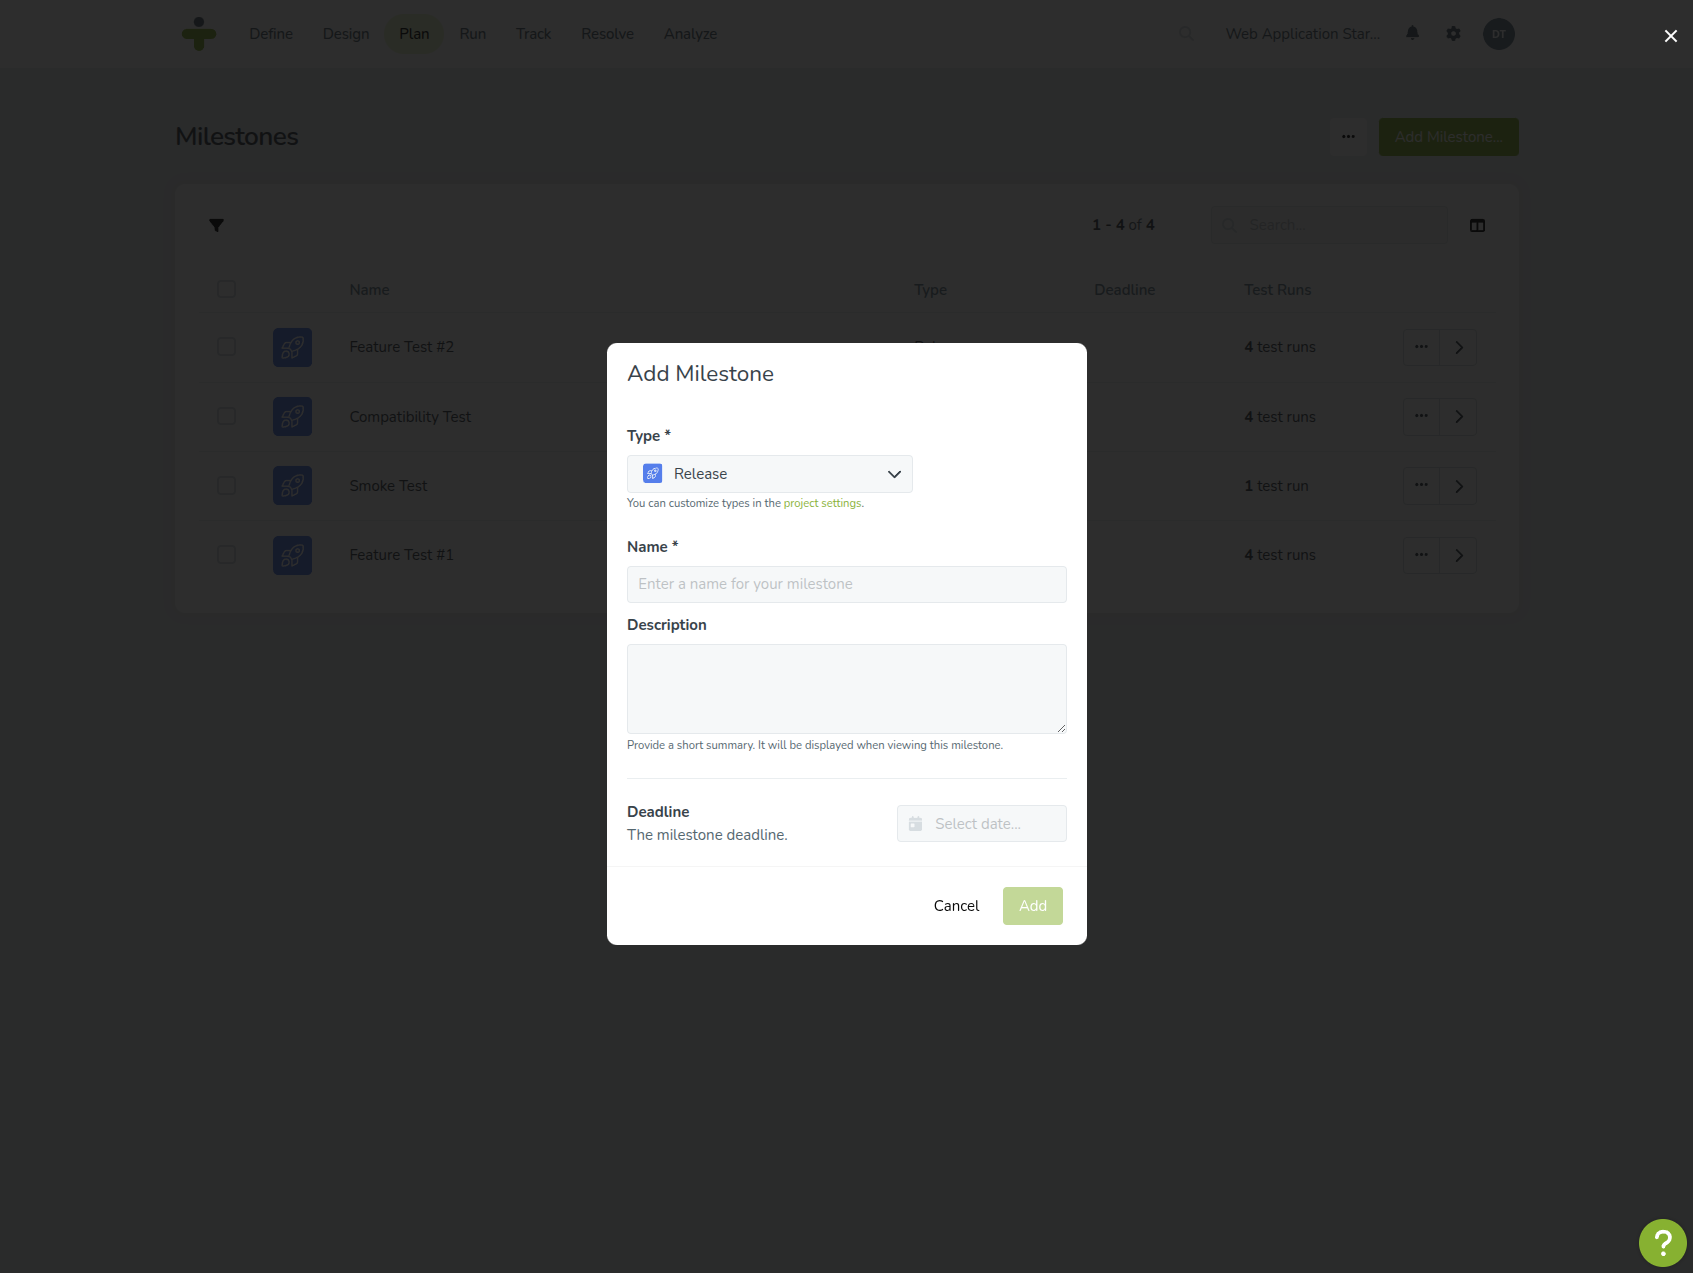 Define Design Plan Run Track Resolve Analyze Web Application Star... DT
Milestones
Add Milestone...
1 - 4 of 4 Search...
Name Type Deadline Test Runs
Feature Test #2 4 test runs
Compatibility Test 4 test runs
Smoke Test 1 test run
Feature Test #1 4 test runs
Add Milestone
Type *
Release
You can customize types in the project settings.
Name *
Enter a name for your milestone
Description
Provide a short summary. It will be displayed when viewing this milestone.
Deadline
The milestone deadline.
Select date...
Cancel Add
?